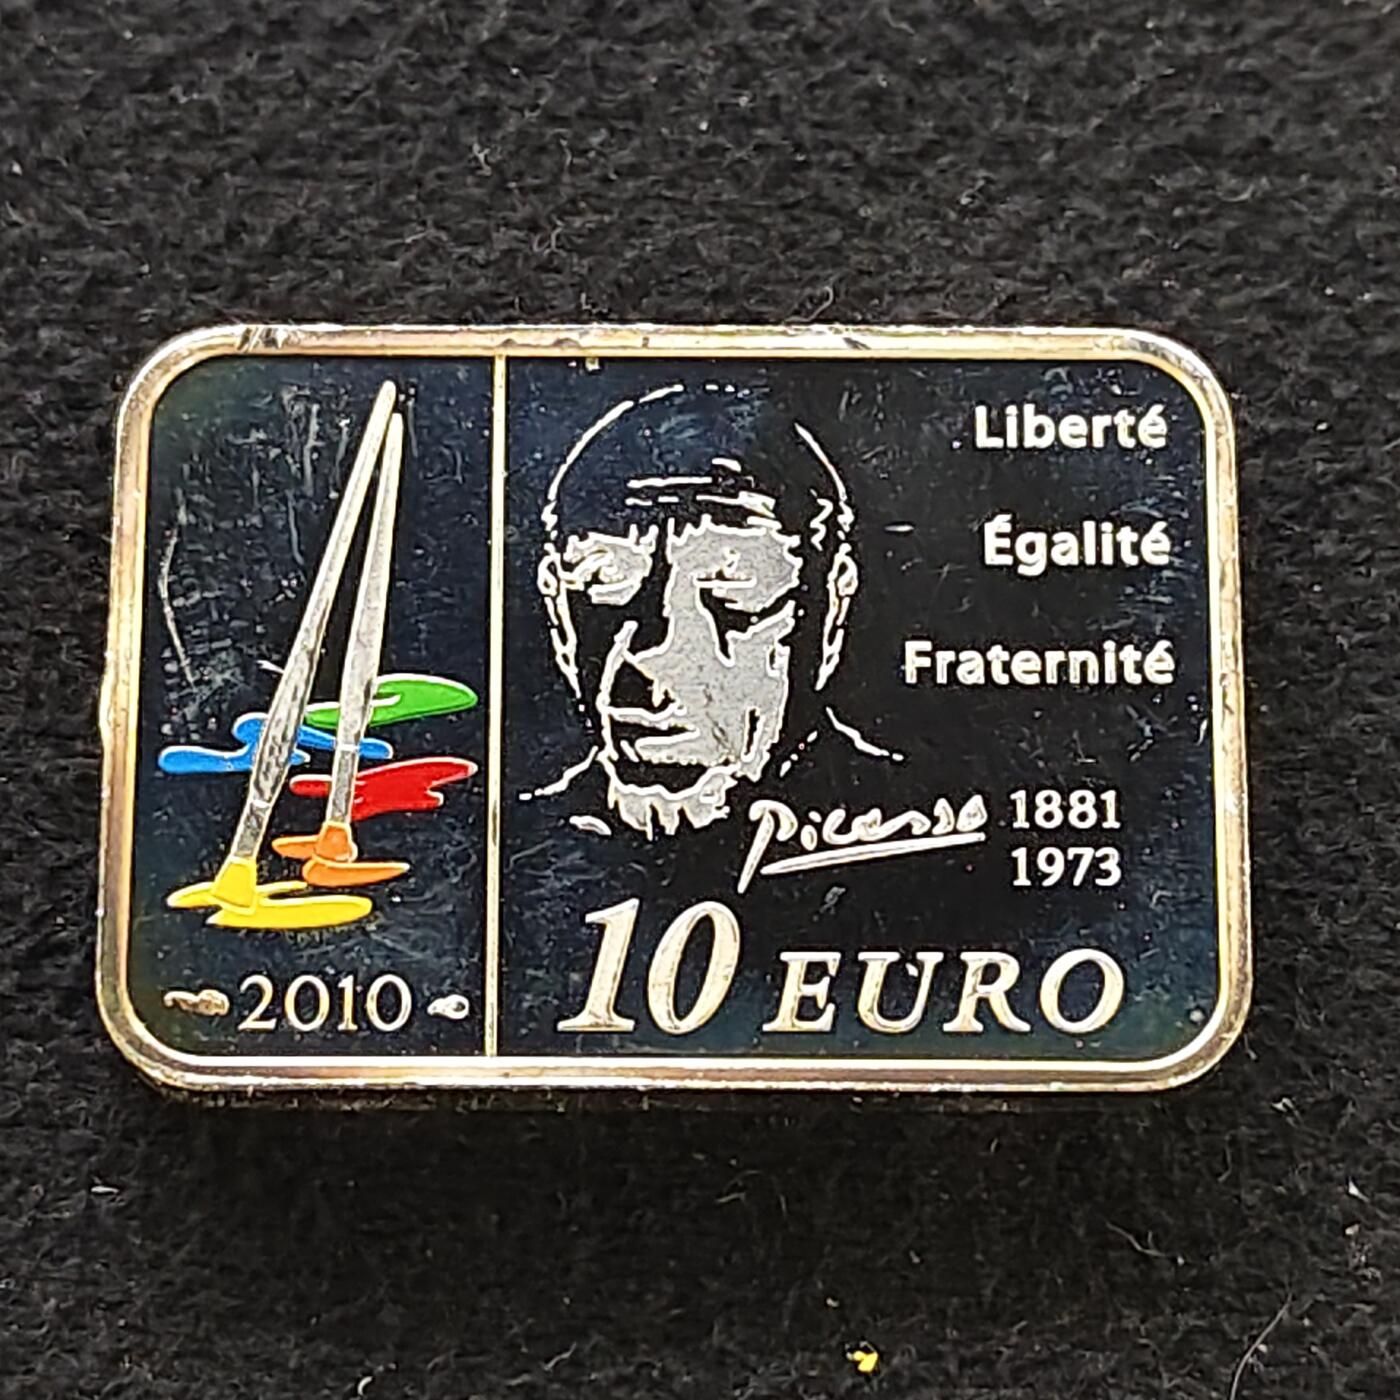 Liberté
Égalité
Fraternité
Picasso 1881
1973
10 EURO
2010